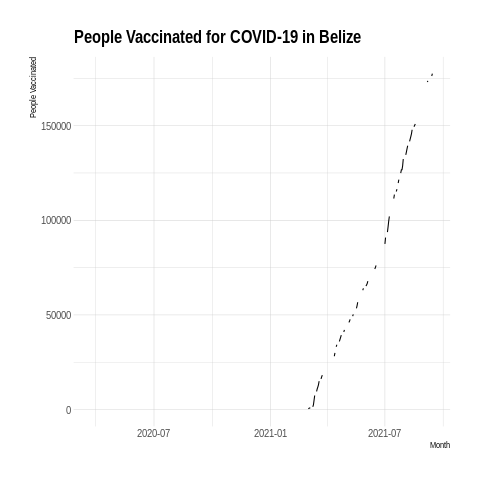 People Vaccinated for COVID-19 in Belize
People Vaccinated
150000
100000
50000
0
2020-07 2021-01 2021-07
Month